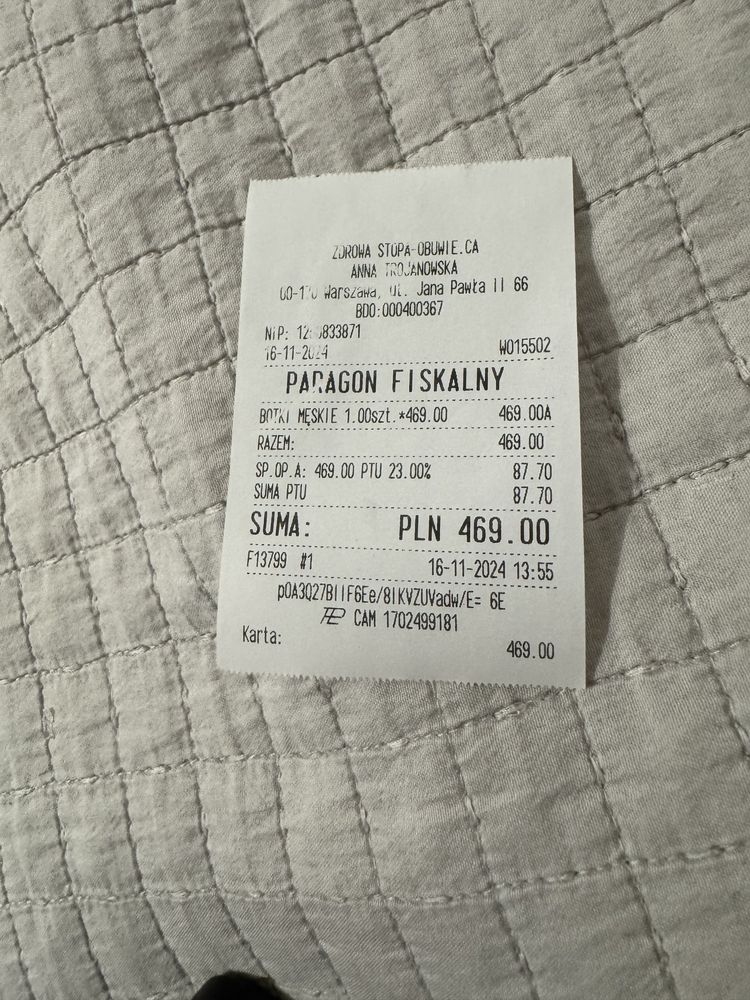 ZDROWA STOPA-OBUWIE.CA
ANNA TROJANOWSKA
Warszawa, ul. Jana Pawła II 66
BDO:000400367
NIP:
16-11-2024 W015502
PARAGON FISKALNY
BOTKI MĘSKIE 1.00szt.*469.00 469.00A
RAZEM: 469.00
SP.OP.A: 469.00 PTU 23.00% 87.70
SUMA PTU 87.70
SUMA: PLN 469.00
F13799 #1 16-11-2024 13:55
6E
CAM 1702499181
Karta: 469.00